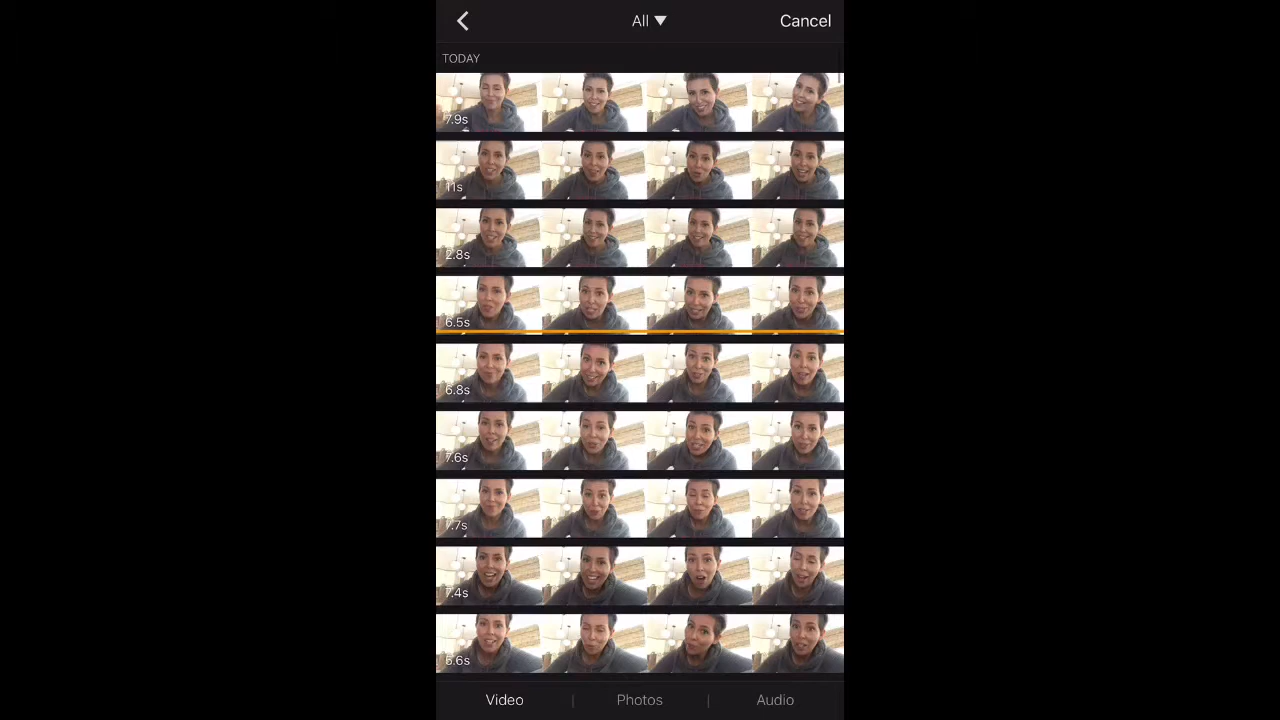 All ▼ Cancel
TODAY
7.9s
11s
2.8s
6.5s
6.8s
7.6s
7.7s
7.4s
6.6s
Video | Photos | Audio